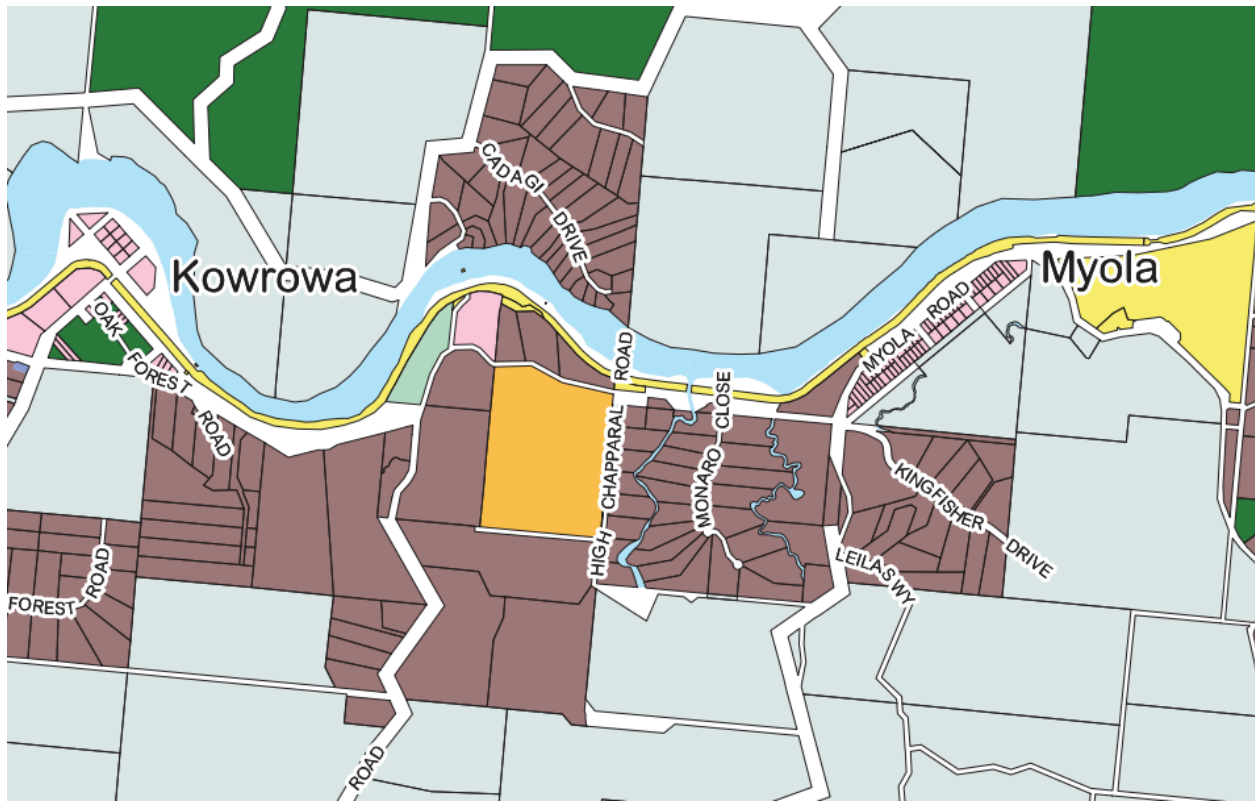 CADAGI DRIVE
Kowrowa
Myola
OAK FOREST ROAD
MYOLA ROAD
HIGH CHAPPARAL ROAD
MONARO CLOSE
KINGFISHER DRIVE
FOREST ROAD
LEILAS WY
ROAD